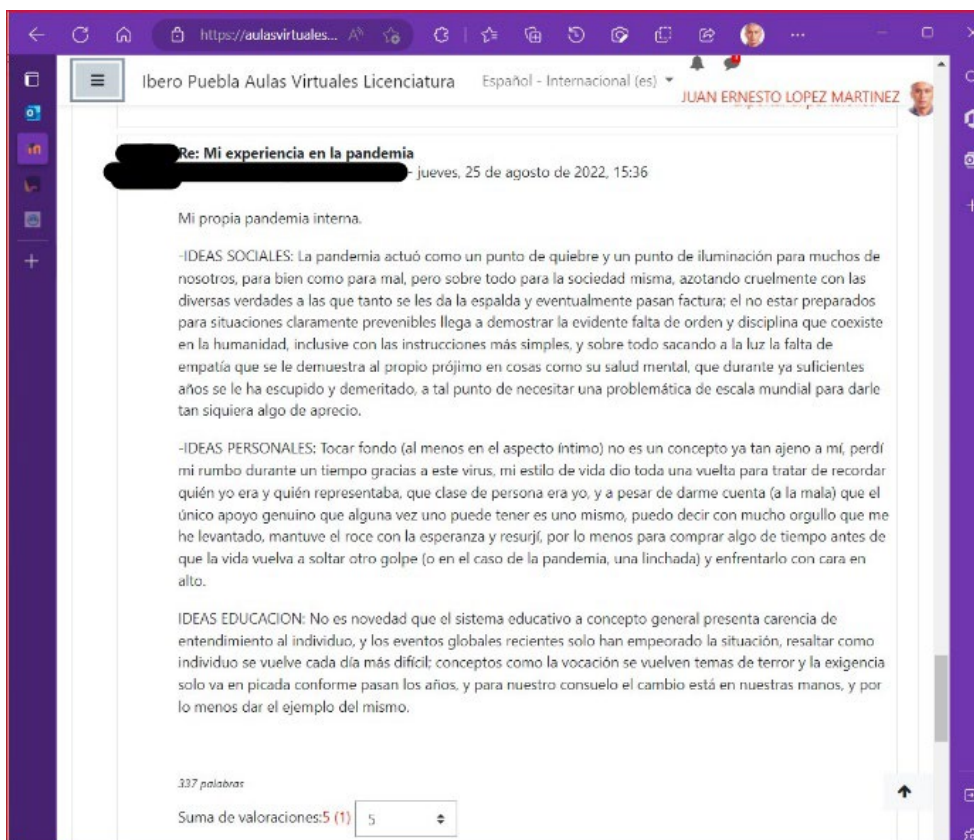 https://aulasvirtuales...
Ibero Puebla Aulas Virtuales Licenciatura
Español - Internacional (es)
JUAN ERNESTO LOPEZ MARTINEZ
Re: Mi experiencia en la pandemia
- jueves, 25 de agosto de 2022, 15:36
Mi propia pandemia interna.
-IDEAS SOCIALES: La pandemia actuó como un punto de quiebre y un punto de iluminación para muchos de
nosotros, para bien como para mal, pero sobre todo para la sociedad misma, azotando cruelmente con las
diversas verdades a las que tanto se les da la espalda y eventualmente pasan factura; el no estar preparados
para situaciones claramente prevenibles llega a demostrar la evidente falta de orden y disciplina que coexiste
en la humanidad, inclusive con las instrucciones más simples, y sobre todo sacando a la luz la falta de
empatía que se le demuestra al propio prójimo en cosas como su salud mental, que durante ya suficientes
años se le ha escupido y demeritado, a tal punto de necesitar una problemática de escala mundial para darle
tan siquiera algo de aprecio.
-IDEAS PERSONALES: Tocar fondo (al menos en el aspecto íntimo) no es un concepto ya tan ajeno a mí, perdí
mi rumbo durante un tiempo gracias a este virus, mi estilo de vida dio toda una vuelta para tratar de recordar
quién yo era y quién representaba, que clase de persona era yo, y a pesar de darme cuenta (a la mala) que el
único apoyo genuino que alguna vez uno puede tener es uno mismo, puedo decir con mucho orgullo que me
he levantado, mantuve el roce con la esperanza y resurjí, por lo menos para comprar algo de tiempo antes de
que la vida vuelva a soltar otro golpe (o en el caso de la pandemia, una linchada) y enfrentarlo con cara en
alto.
IDEAS EDUCACION: No es novedad que el sistema educativo a concepto general presenta carencia de
entendimiento al individuo, y los eventos globales recientes solo han empeorado la situación, resaltar como
individuo se vuelve cada día más difícil; conceptos como la vocación se vuelven temas de terror y la exigencia
solo va en picada conforme pasan los años, y para nuestro consuelo el cambio está en nuestras manos, y por
lo menos dar el ejemplo del mismo.
337 palabras
Suma de valoraciones:5 (1) 5